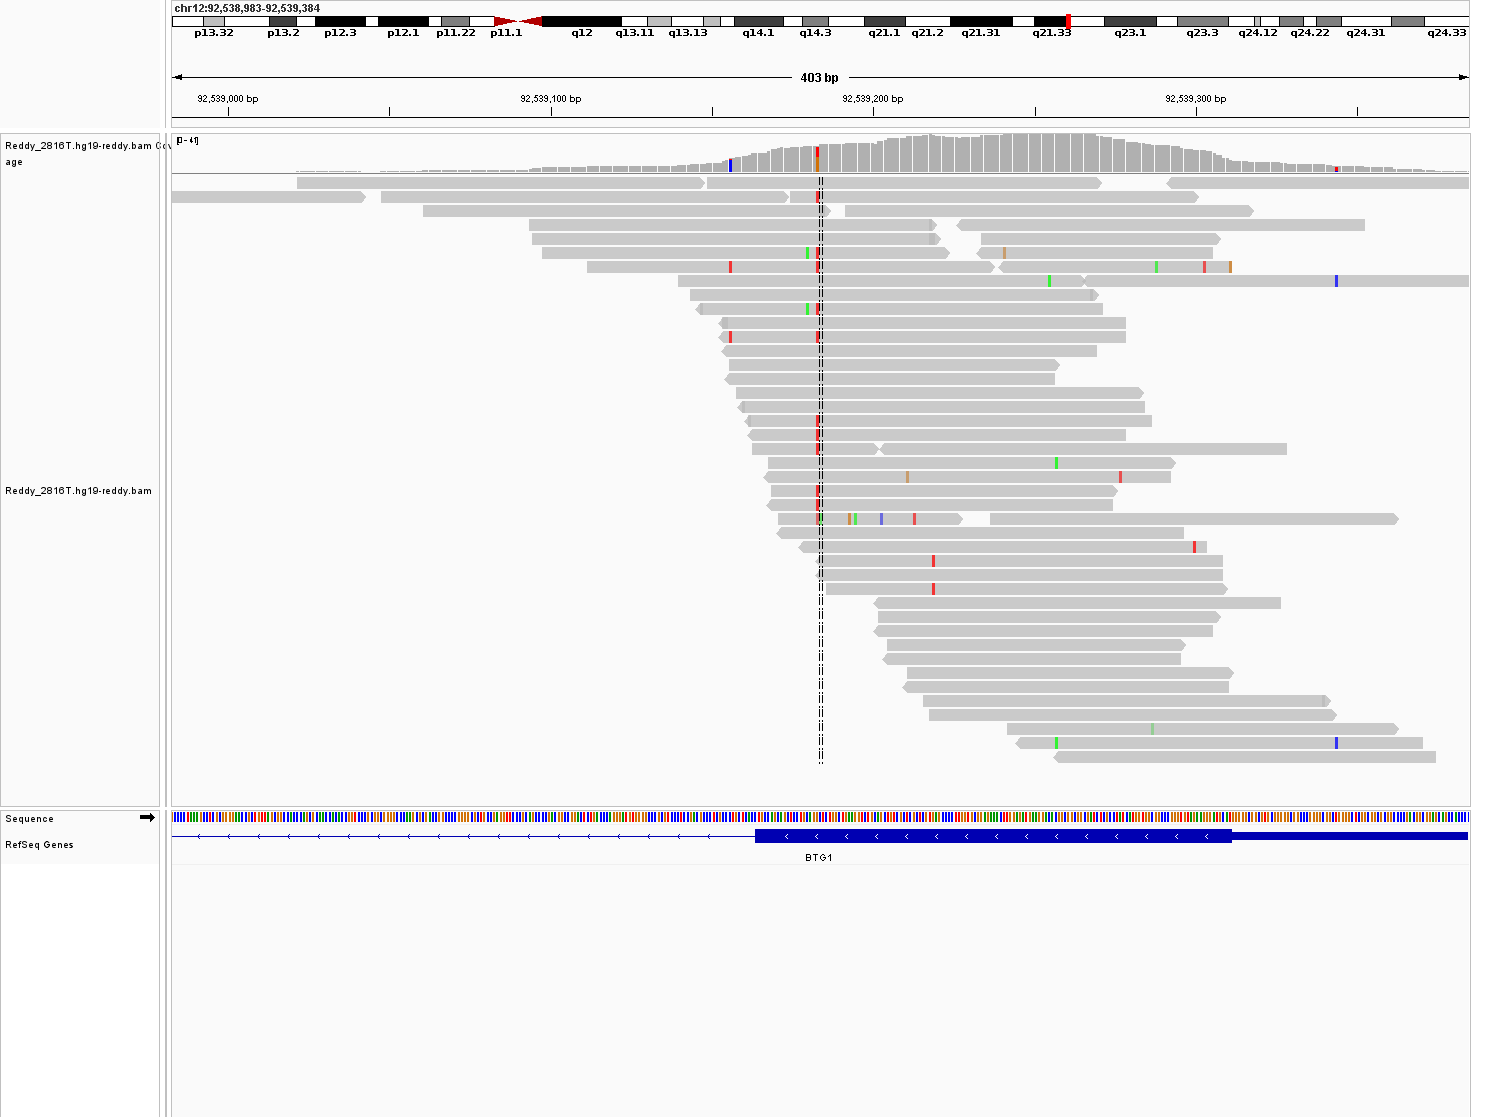 chr12:92,538,983-92,539,384
p13.32 p13.2 p12.3 p12.1 p11.22 p11.1 q12 q13.11 q13.13 q14.1 q14.3 q21.1 q21.2 q21.31 q21.33 q23.1 q23.3 q24.12 q24.22 q24.31 q24.33
403 bp
92,539,000 bp 92,539,100 bp 92,539,200 bp 92,539,300 bp
[0 - 41]
Reddy_2816T.hg19-reddy.bam Cov
age
Reddy_2816T.hg19-reddy.bam
Sequence
RefSeq Genes
BTG1